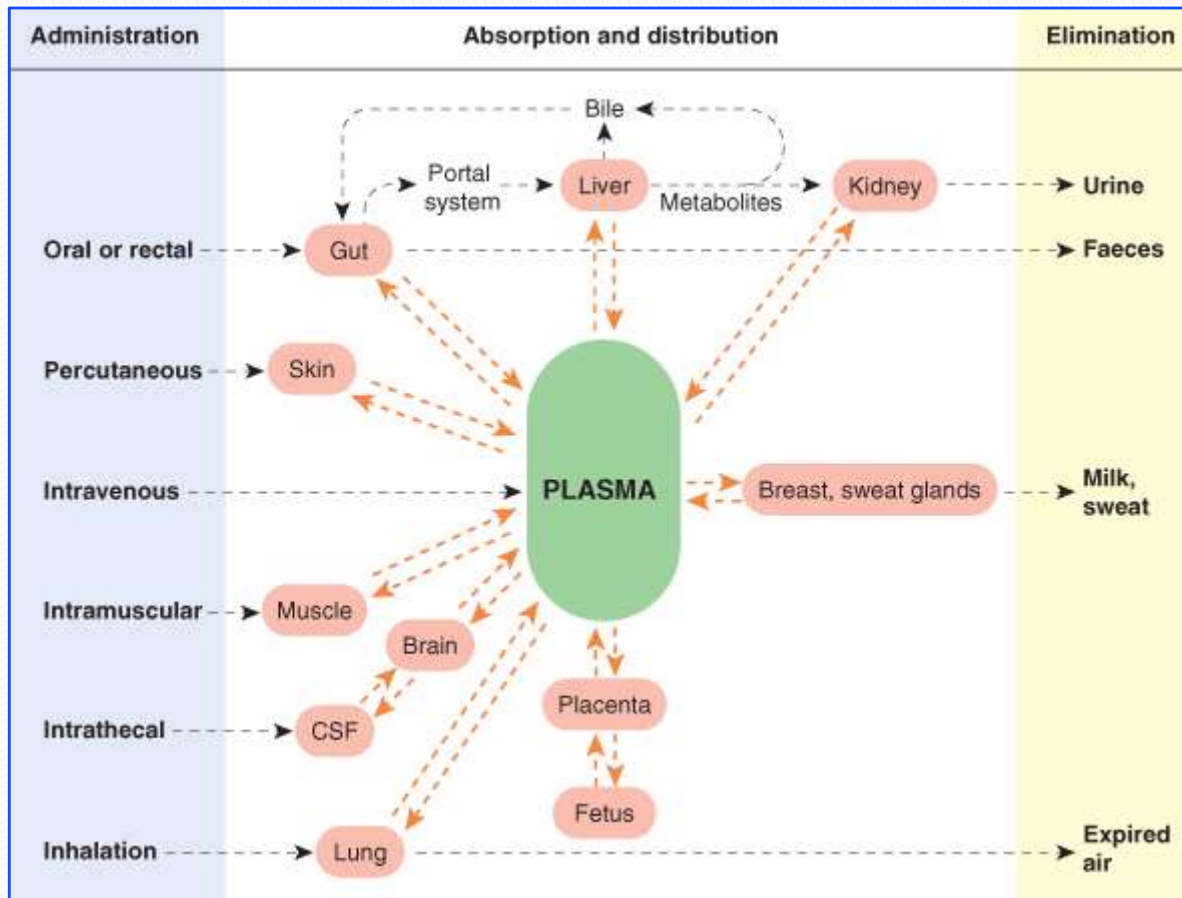 Administration
Absorption and distribution
Elimination
Bile
Portal
system
Liver
Metabolites
Kidney
Urine
Oral or rectal
Gut
Faeces
Percutaneous
Skin
Intravenous
PLASMA
Breast, sweat glands
Milk,
sweat
Intramuscular
Muscle
Brain
Placenta
Intrathecal
CSF
Fetus
Inhalation
Lung
Expired
air